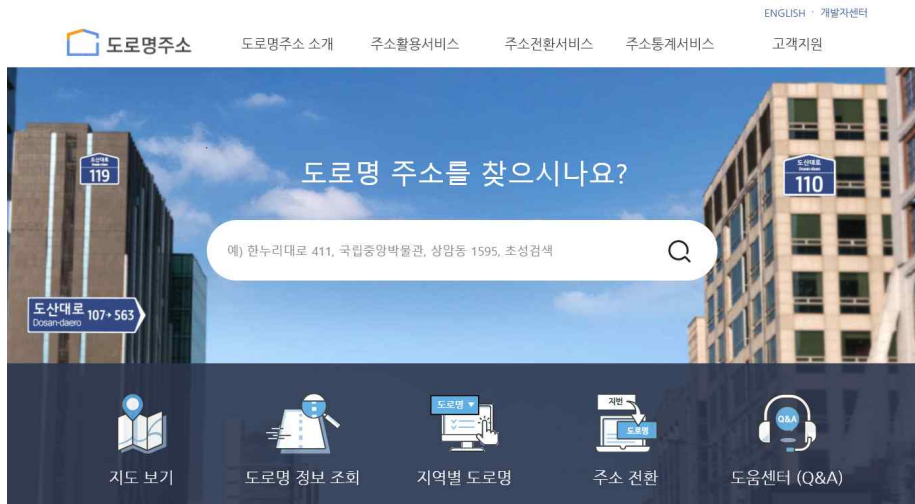 ENGLISH · 개발자센터
도로명주소
도로명주소 소개 주소활용서비스 주소전환서비스 주소통계서비스 고객지원
도로명 주소를 찾으시나요?
도산대로
Dosan-daero
119
도산대로
Dosan-daero
110
예) 한누리대로 411, 국립중앙박물관, 상암동 1595, 초성검색
도산대로 107→563
Dosan-daero
도로명
지번
도로명
Q&A
지도 보기 도로명 정보 조회 지역별 도로명 주소 전환 도움센터 (Q&A)